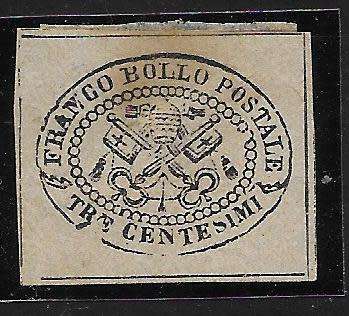 FRANCO BOLLO POSTALE
TRE CENTESIMI